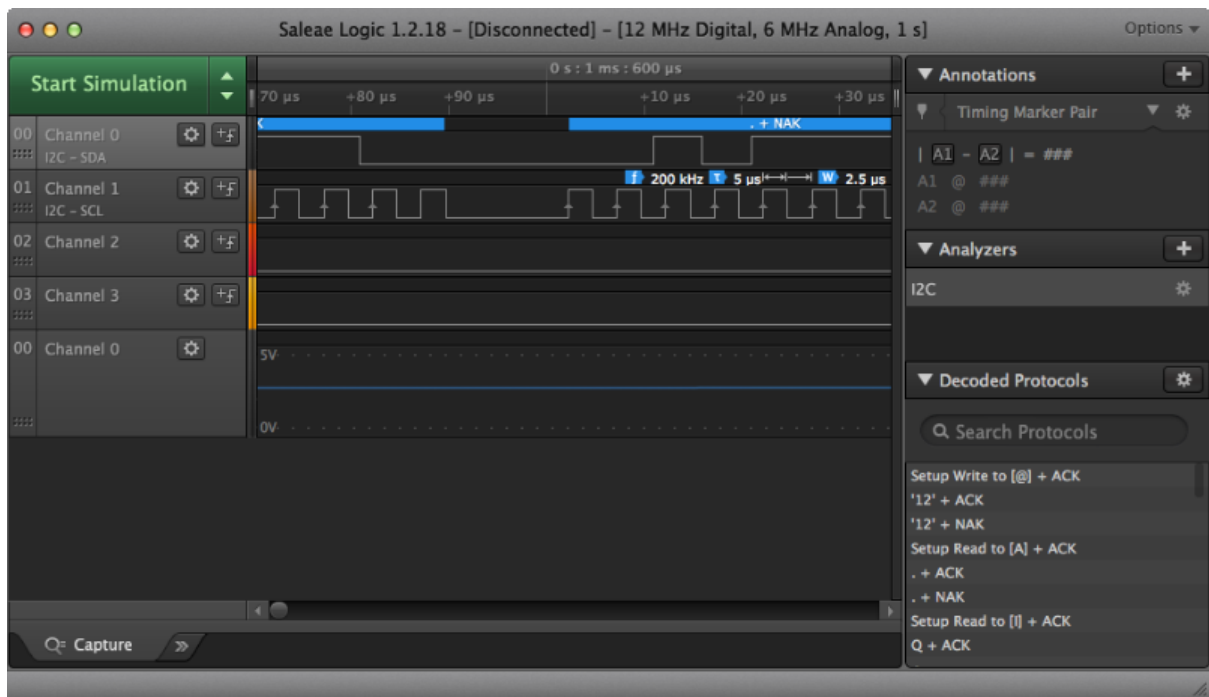 Saleae Logic 1.2.18 – [Disconnected] – [12 MHz Digital, 6 MHz Analog, 1 s]
Options
Start Simulation
0 s : 1 ms : 600 µs
70 µs +80 µs +90 µs +10 µs +20 µs +30 µs
00 Channel 0
I2C – SDA
. + NAK
01 Channel 1
I2C – SCL
f 200 kHz T 5 µs W 2.5 µs
02 Channel 2
03 Channel 3
00 Channel 0
5V
0V
Capture
Annotations
Timing Marker Pair
| A1 – A2 | = ###
A1 @ ###
A2 @ ###
Analyzers
I2C
Decoded Protocols
Search Protocols
Setup Write to [@] + ACK
'12' + ACK
'12' + NAK
Setup Read to [A] + ACK
. + ACK
. + NAK
Setup Read to [I] + ACK
Q + ACK